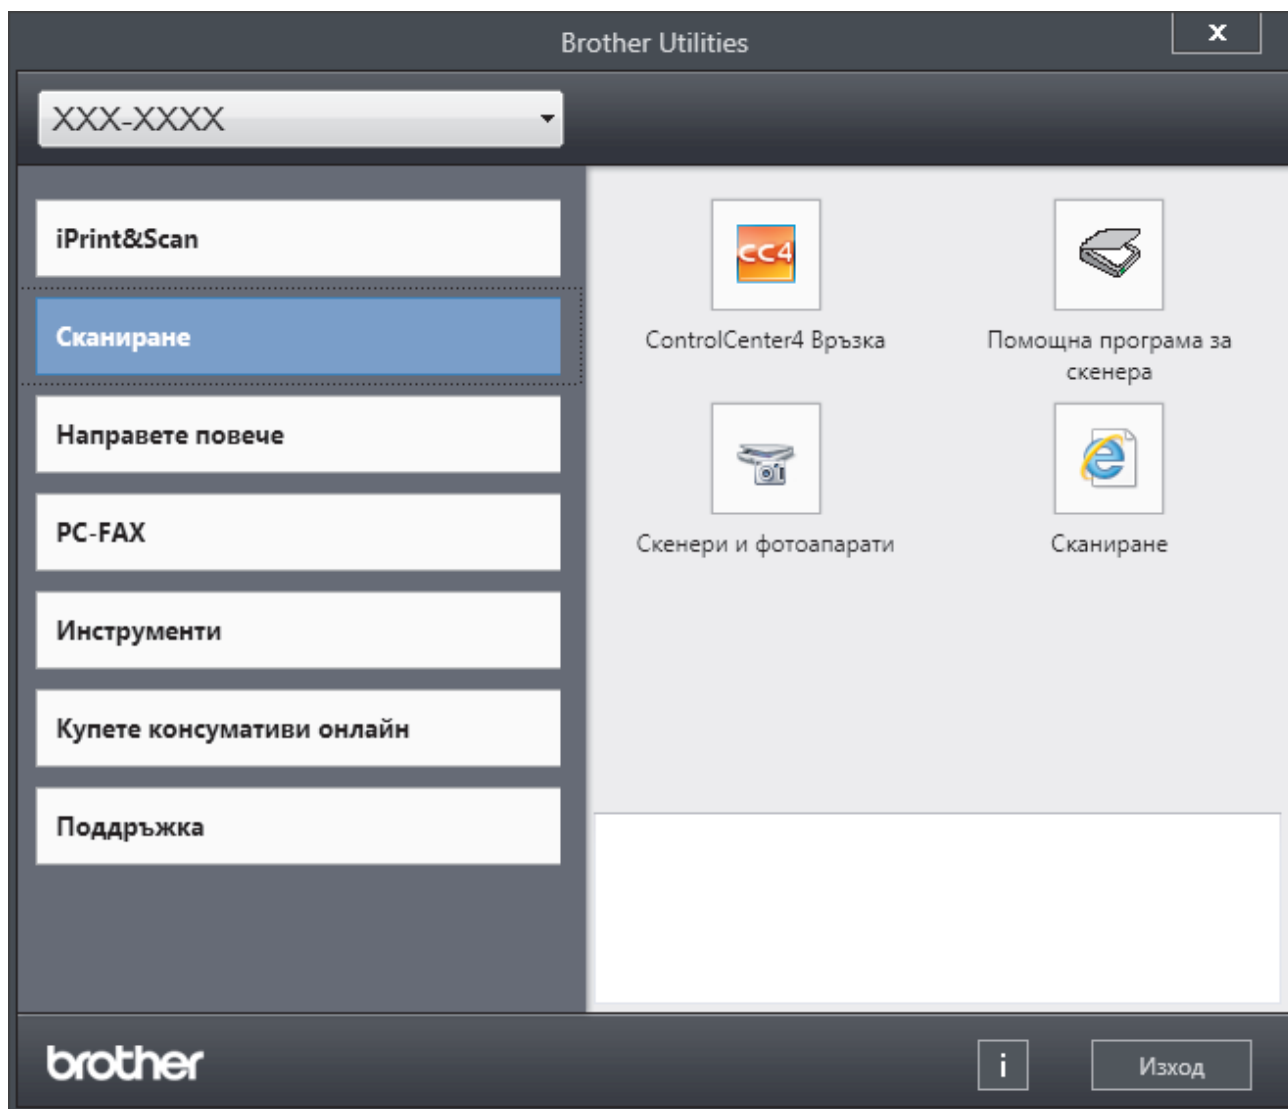 Brother Utilities
x
XXX-XXXX
iPrint&Scan
Сканиране
Направете повече
PC-FAX
Инструменти
Купете консумативи онлайн
Поддръжка
CC4
ControlCenter4 Връзка
Помощна програма за
скенера
Скенери и фотоапарати
Сканиране
brother
i
Изход